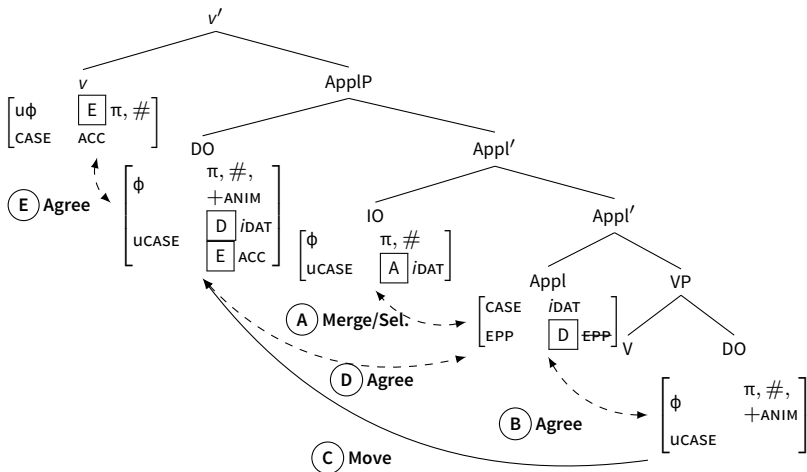 v′
v
ApplP
[uϕ E π, #]
[CASE ACC]
DO
Appl′
ϕ π, #,
+ANIM
D iDAT
uCASE
E ACC
E Agree
IO
Appl′
ϕ π, #
uCASE A iDAT
Appl
VP
A Merge/Sel.
CASE iDAT
EPP D EPP
V
DO
D Agree
ϕ π, #,
+ANIM
uCASE
B Agree
C Move